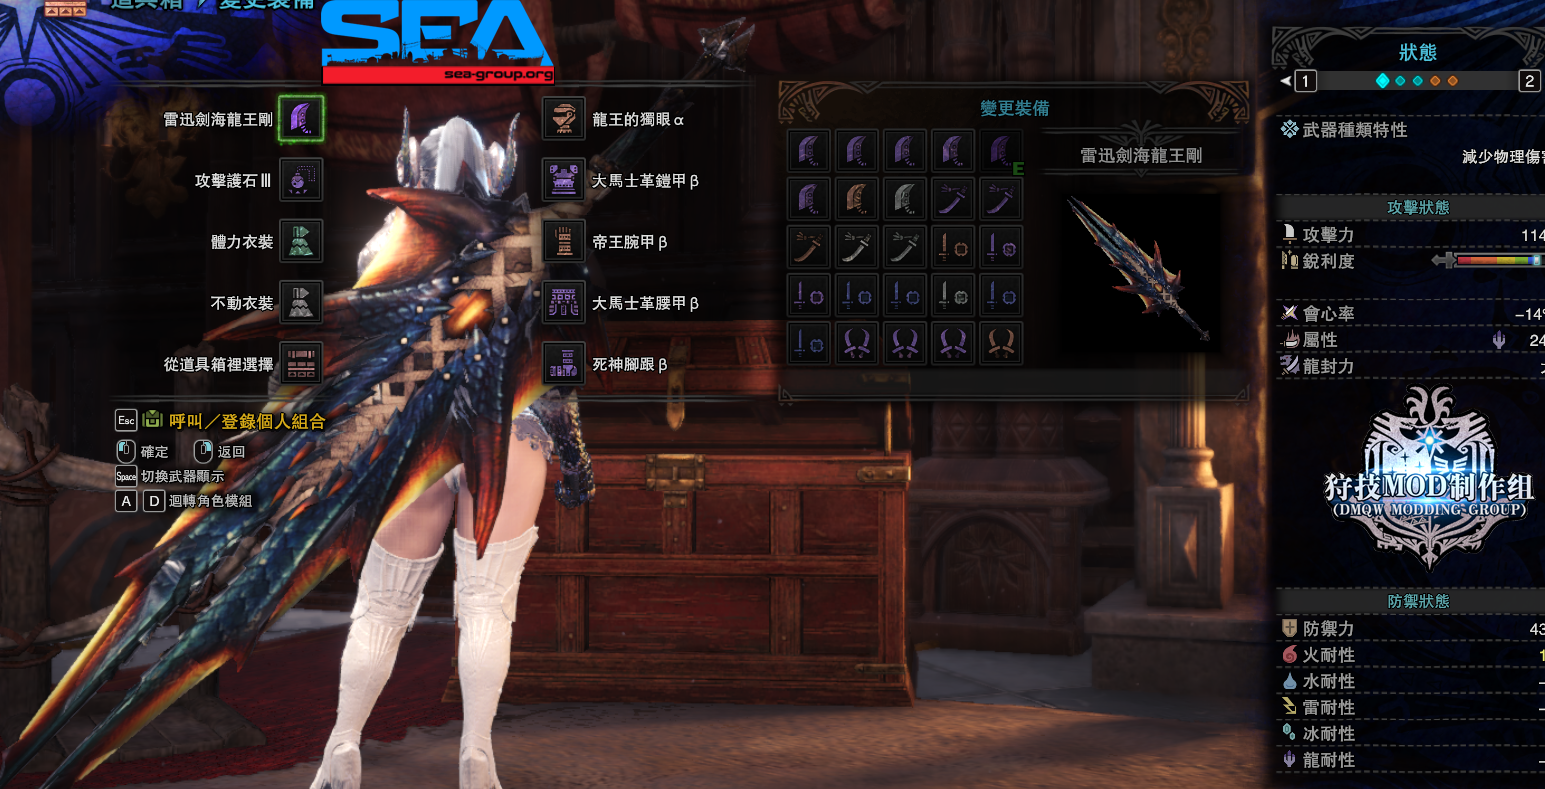 道具箱 / 變更裝備
SEA
sea-group.org
雷迅劍海龍王剛
龍王的獨眼α
攻擊護石Ⅲ
大馬士革鎧甲β
體力衣裝
帝王腕甲β
不動衣裝
大馬士革腰甲β
從道具箱裡選擇
死神腳跟β
Esc 呼叫／登錄個人組合
確定 返回
Space 切換武器顯示
A D 迴轉角色模組
變更裝備
雷迅劍海龍王剛
E
狀態
1 2
武器種類特性
減少物理傷
攻擊狀態
攻擊力 114
銳利度
會心率 -14
屬性 24
龍封力
狩技MOD制作组
(DMQW MODDING GROUP)
防禦狀態
防禦力 43
火耐性 1
水耐性
雷耐性
冰耐性
龍耐性